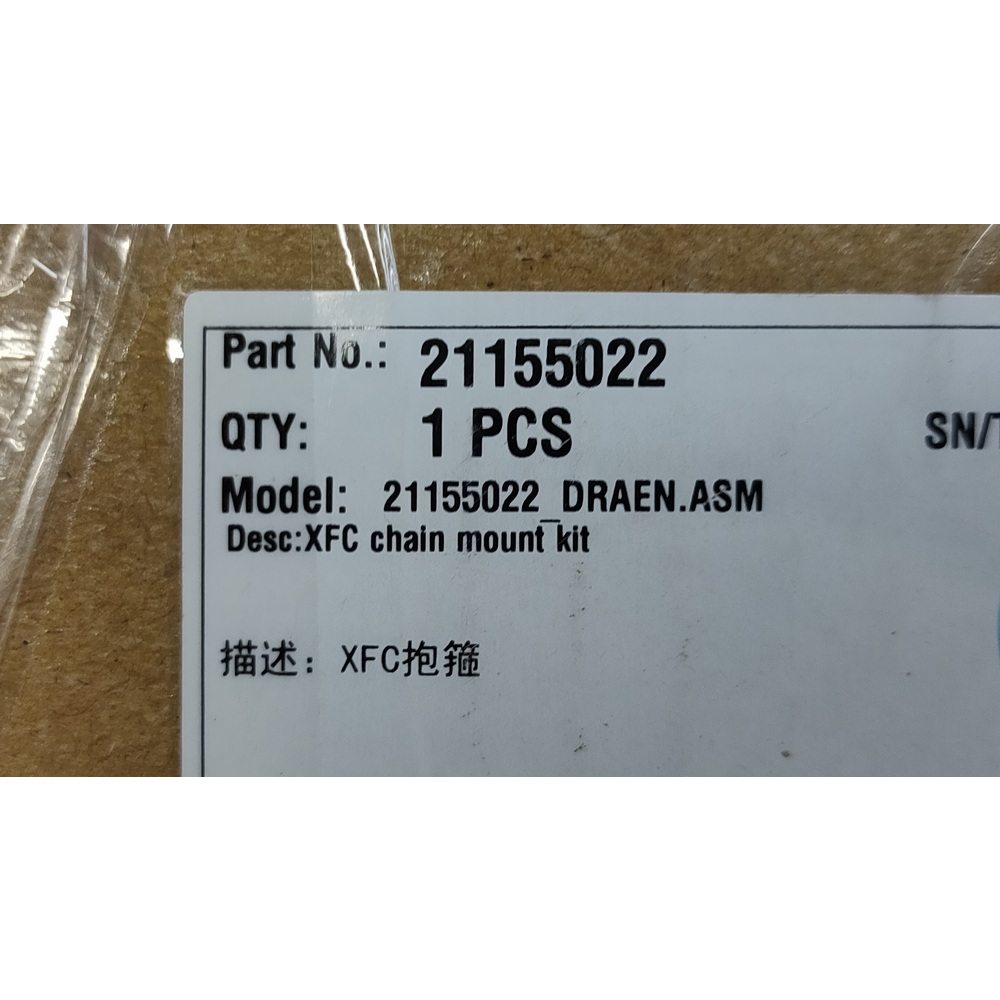 Part No.: 21155022
QTY: 1 PCS
SN/T
Model: 21155022_DRAEN.ASM
Desc:XFC chain mount kit
描述：XFC抱箍